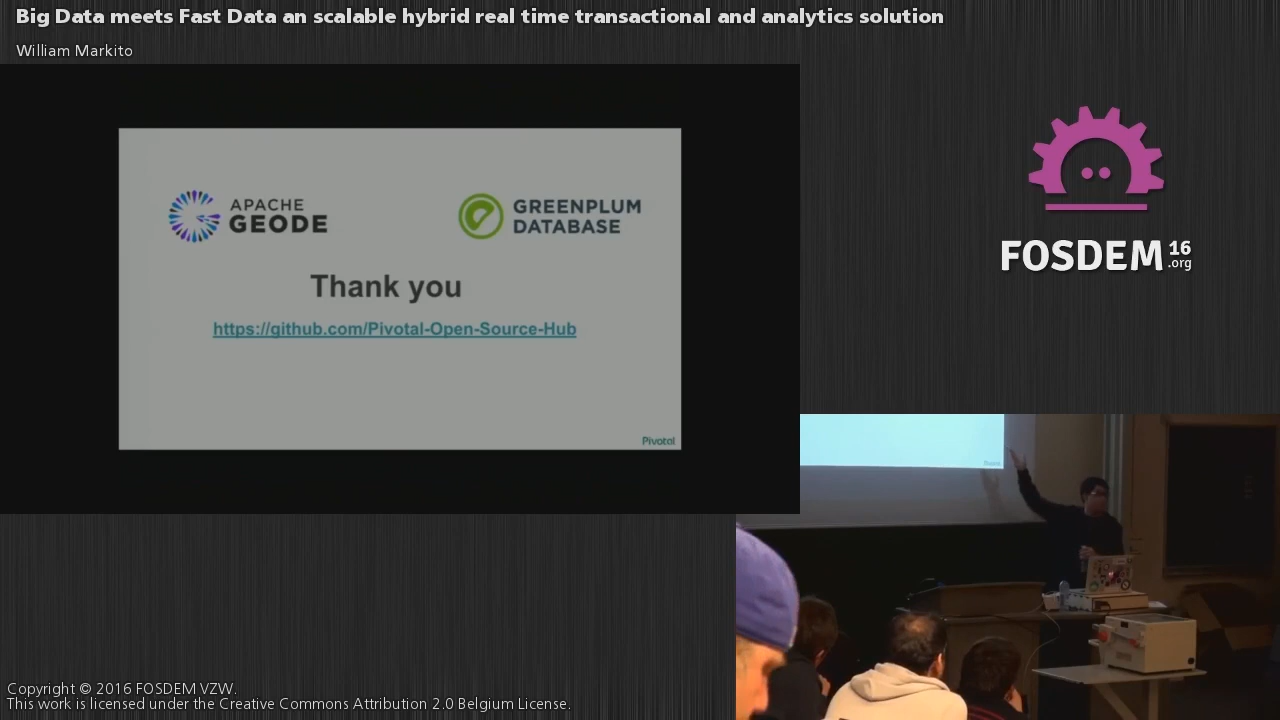 Big Data meets Fast Data an scalable hybrid real time transactional and analytics solution
William Markito
APACHE
GEODE
GREENPLUM
DATABASE
Thank you
https://github.com/Pivotal-Open-Source-Hub
Pivotal
FOSDEM 16
.org
Copyright © 2016 FOSDEM VZW.
This work is licensed under the Creative Commons Attribution 2.0 Belgium License.